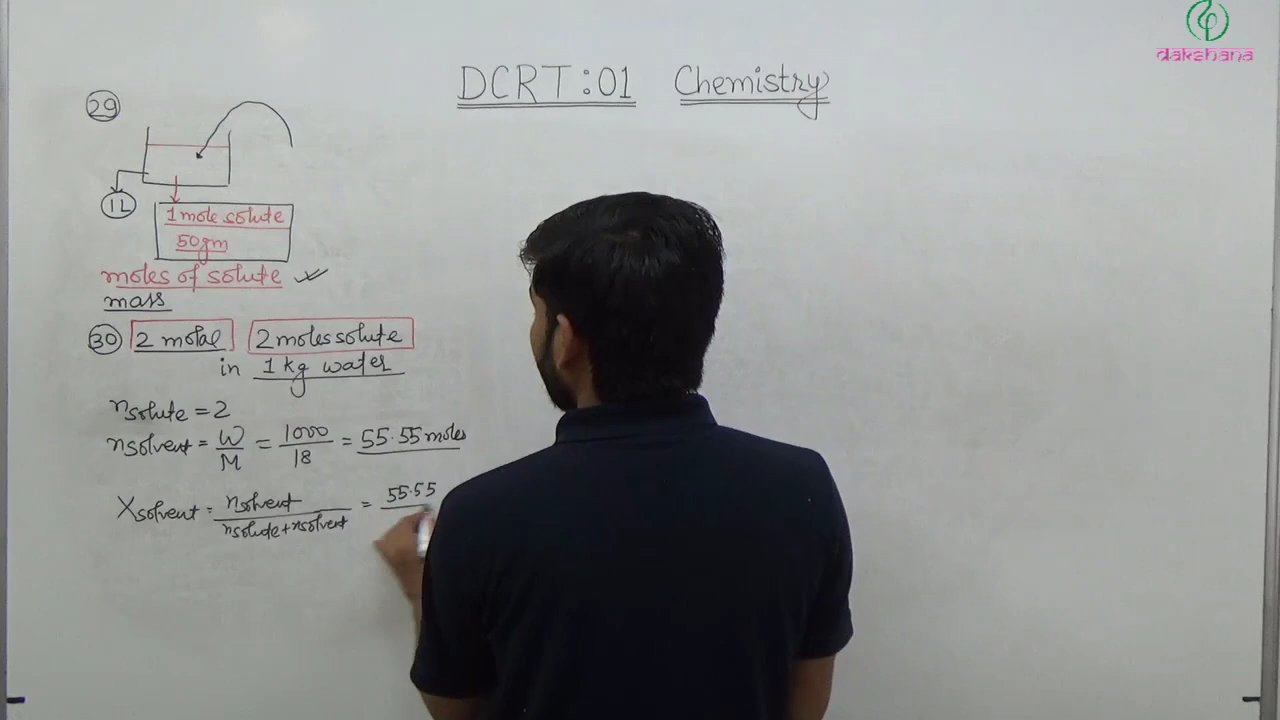 dakshana
DCRT:01 Chemistry
29
1L
1 mole solute
50gm
moles of solute
mass
30 2 molal 2 moles solute
in 1 kg water
nsolute = 2
nsolvent = W/M = 1000/18 = 55.55 moles
Xsolvent = nsolvent/nsolute+nsolvent = 55.55